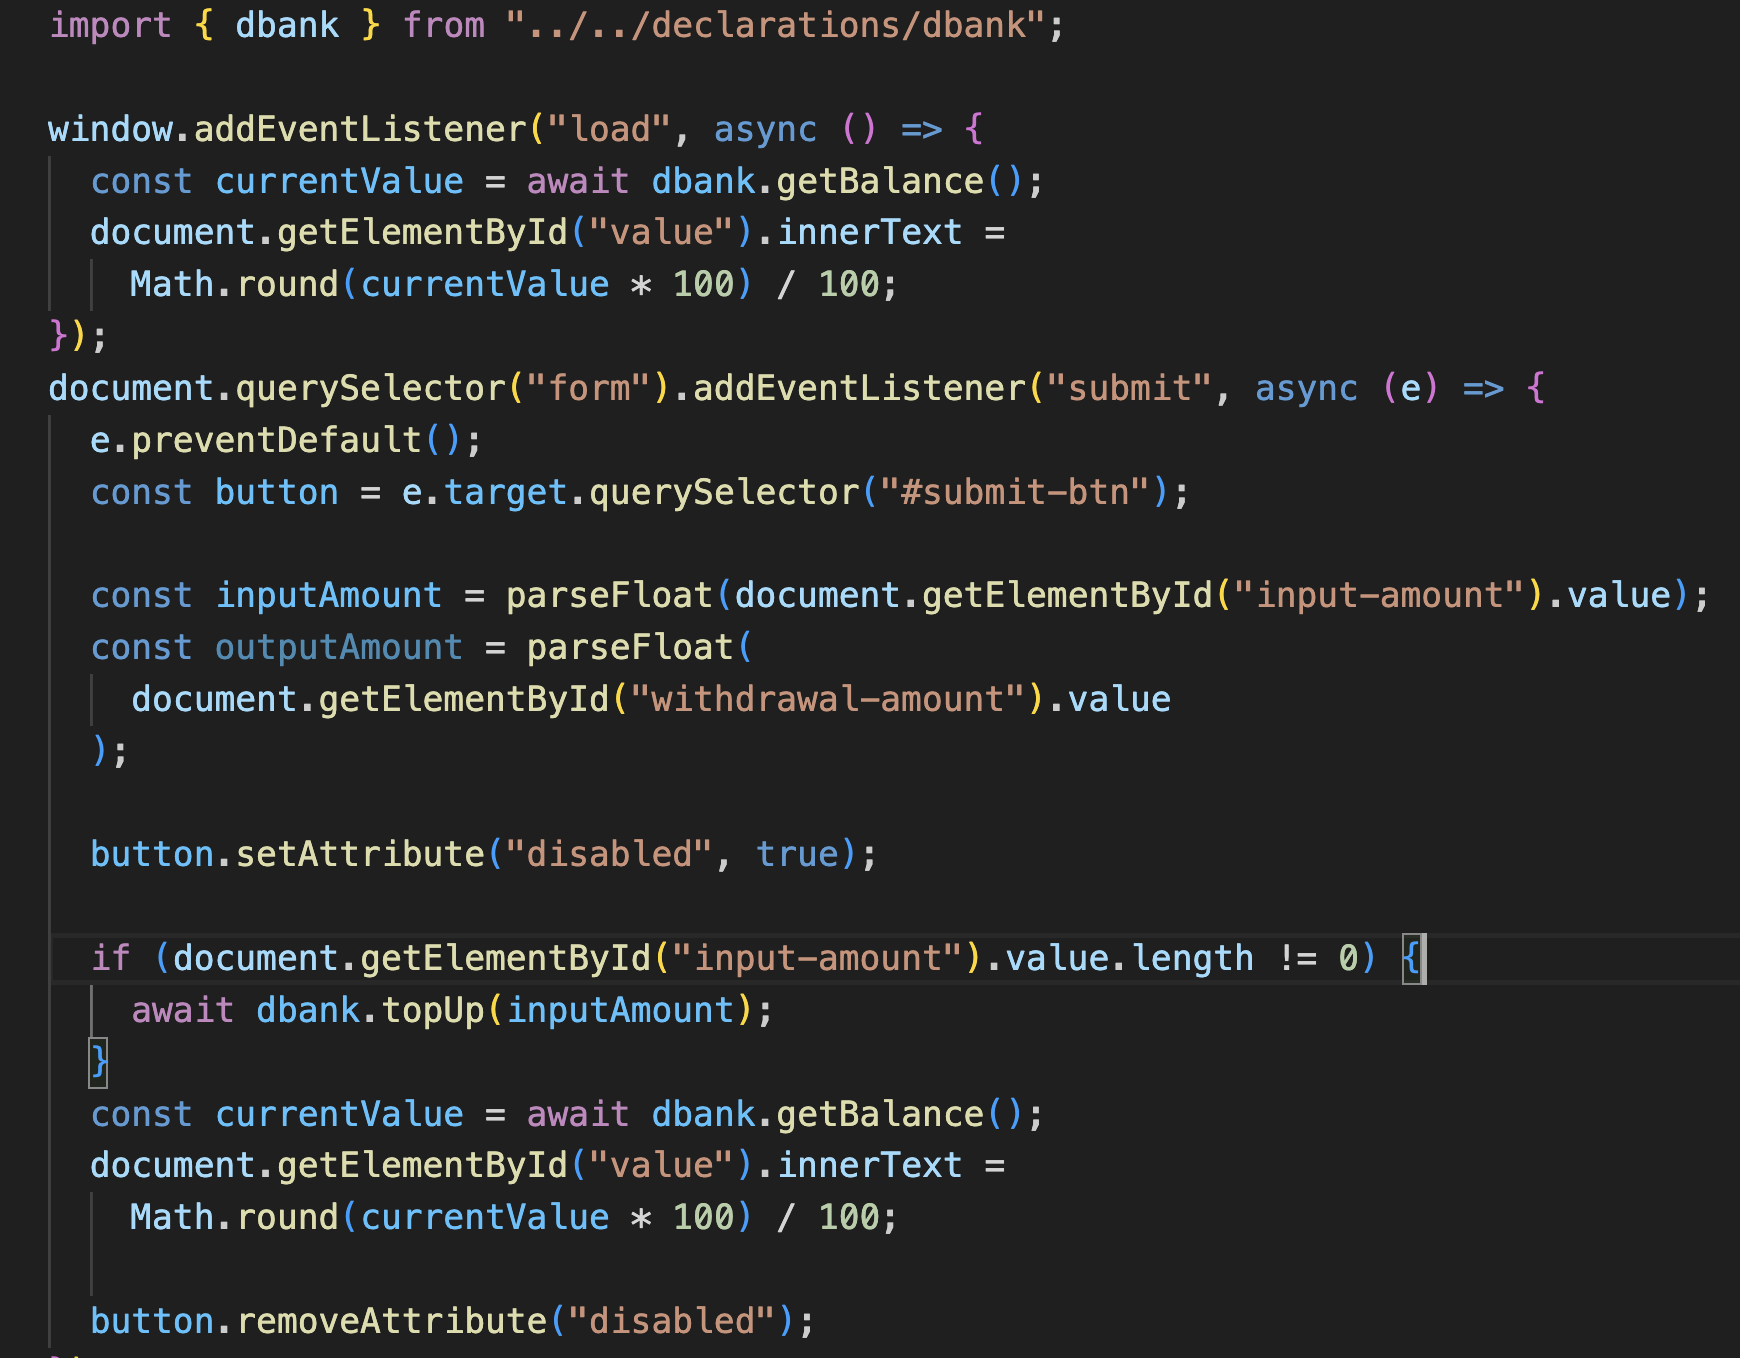 import { dbank } from "../../declarations/dbank";

window.addEventListener("load", async () => {
  const currentValue = await dbank.getBalance();
  document.getElementById("value").innerText =
    Math.round(currentValue * 100) / 100;
});
document.querySelector("form").addEventListener("submit", async (e) => {
  e.preventDefault();
  const button = e.target.querySelector("#submit-btn");

  const inputAmount = parseFloat(document.getElementById("input-amount").value);
  const outputAmount = parseFloat(
    document.getElementById("withdrawal-amount").value
  );

  button.setAttribute("disabled", true);

  if (document.getElementById("input-amount").value.length != 0) {
    await dbank.topUp(inputAmount);
  }
  const currentValue = await dbank.getBalance();
  document.getElementById("value").innerText =
    Math.round(currentValue * 100) / 100;

  button.removeAttribute("disabled");